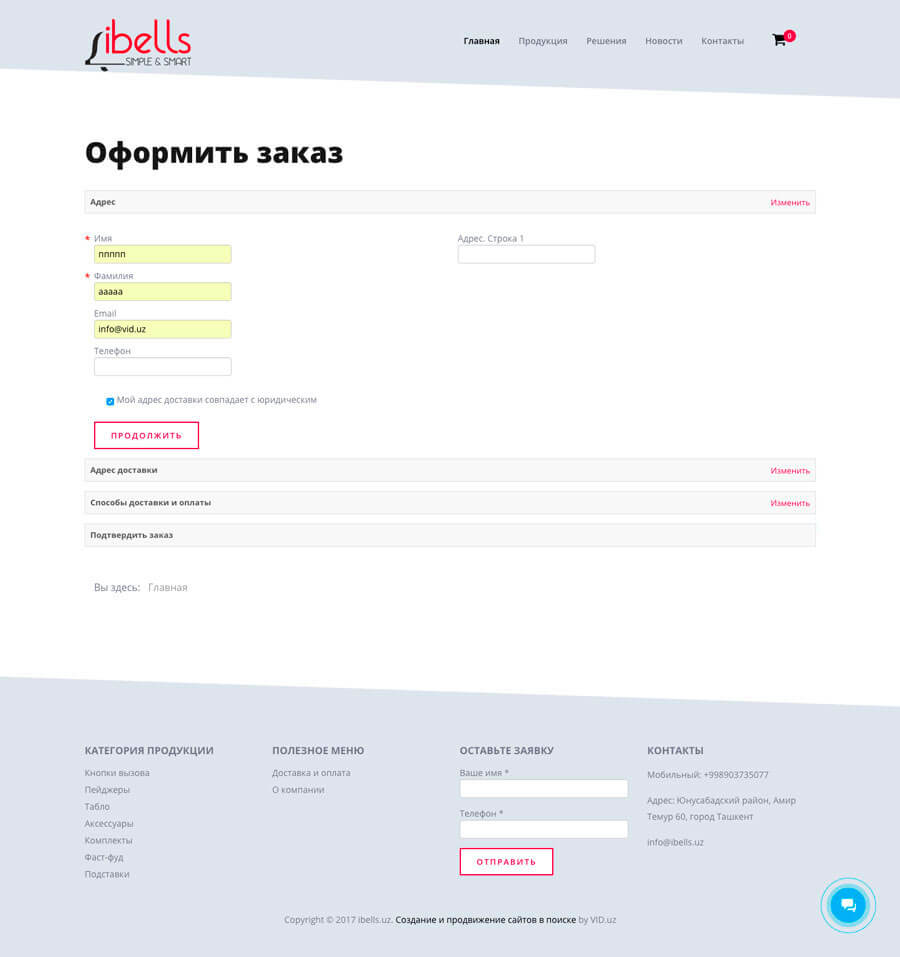 ibells
SIMPLE & SMART
Главная Продукция Решения Новости Контакты 0
Оформить заказ
Адрес Изменить
* Имя
nnnnn
* Фамилия
aaaaa
Email
info@vid.uz
Телефон
Адрес. Строка 1
Мой адрес доставки совпадает с юридическим
ПРОДОЛЖИТЬ
Адрес доставки Изменить
Способы доставки и оплаты Изменить
Подтвердить заказ
Вы здесь: Главная
КАТЕГОРИЯ ПРОДУКЦИИ
Кнопки вызова
Пейджеры
Табло
Аксессуары
Комплекты
Фаст-фуд
Подставки
ПОЛЕЗНОЕ МЕНЮ
Доставка и оплата
О компании
ОСТАВЬТЕ ЗАЯВКУ
Ваше имя *
Телефон *
ОТПРАВИТЬ
КОНТАКТЫ
Мобильный: +998903735077
Адрес: Юнусабадский район, Амир
Темур 60, город Ташкент
info@ibells.uz
Copyright © 2017 ibells.uz. Создание и продвижение сайтов в поиске by VID.uz